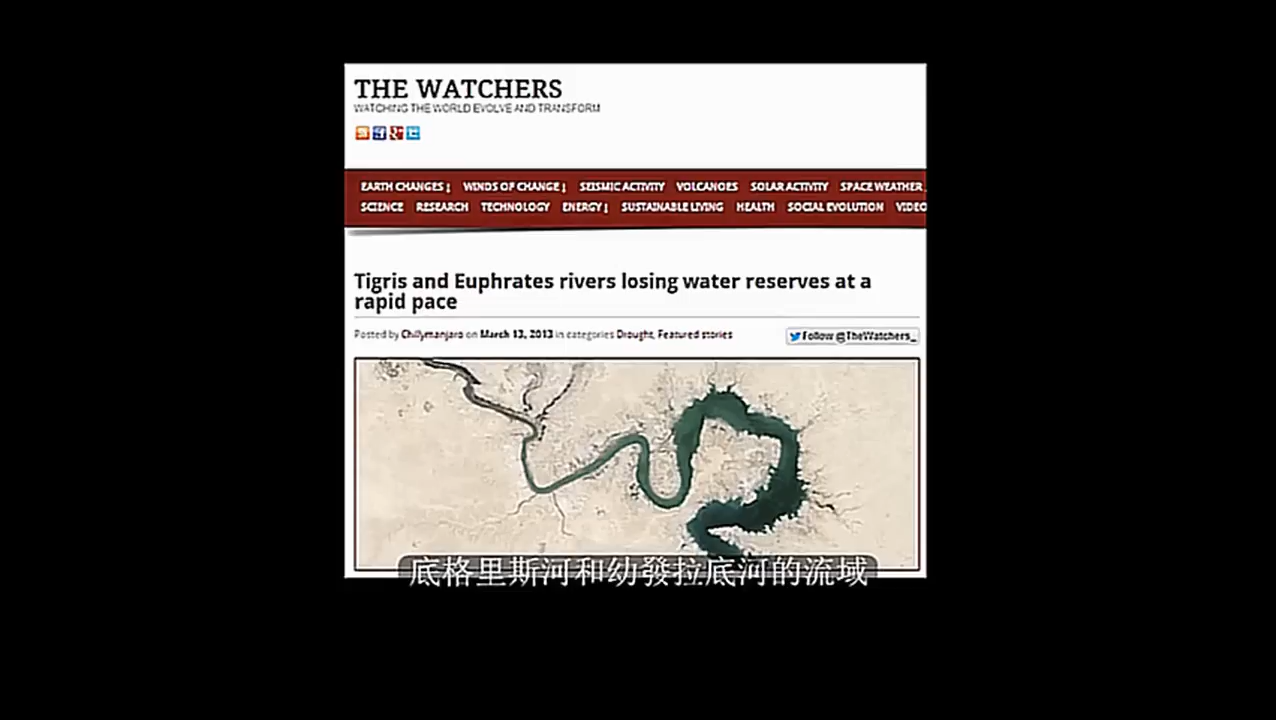 THE WATCHERS
WATCHING THE WORLD EVOLVE AND TRANSFORM
EARTH CHANGES ↓ WINDS OF CHANGE ↓ SEISMIC ACTIVITY VOLCANOES SOLAR ACTIVITY SPACE WEATHER
SCIENCE RESEARCH TECHNOLOGY ENERGY ↓ SUSTAINABLE LIVING HEALTH SOCIAL EVOLUTION VIDEO
Tigris and Euphrates rivers losing water reserves at a
rapid pace
Posted by Chillymanjaro on March 13, 2013 in categories Drought, Featured stories
Follow @TheWatchers_
底格里斯河和幼發拉底河的流域